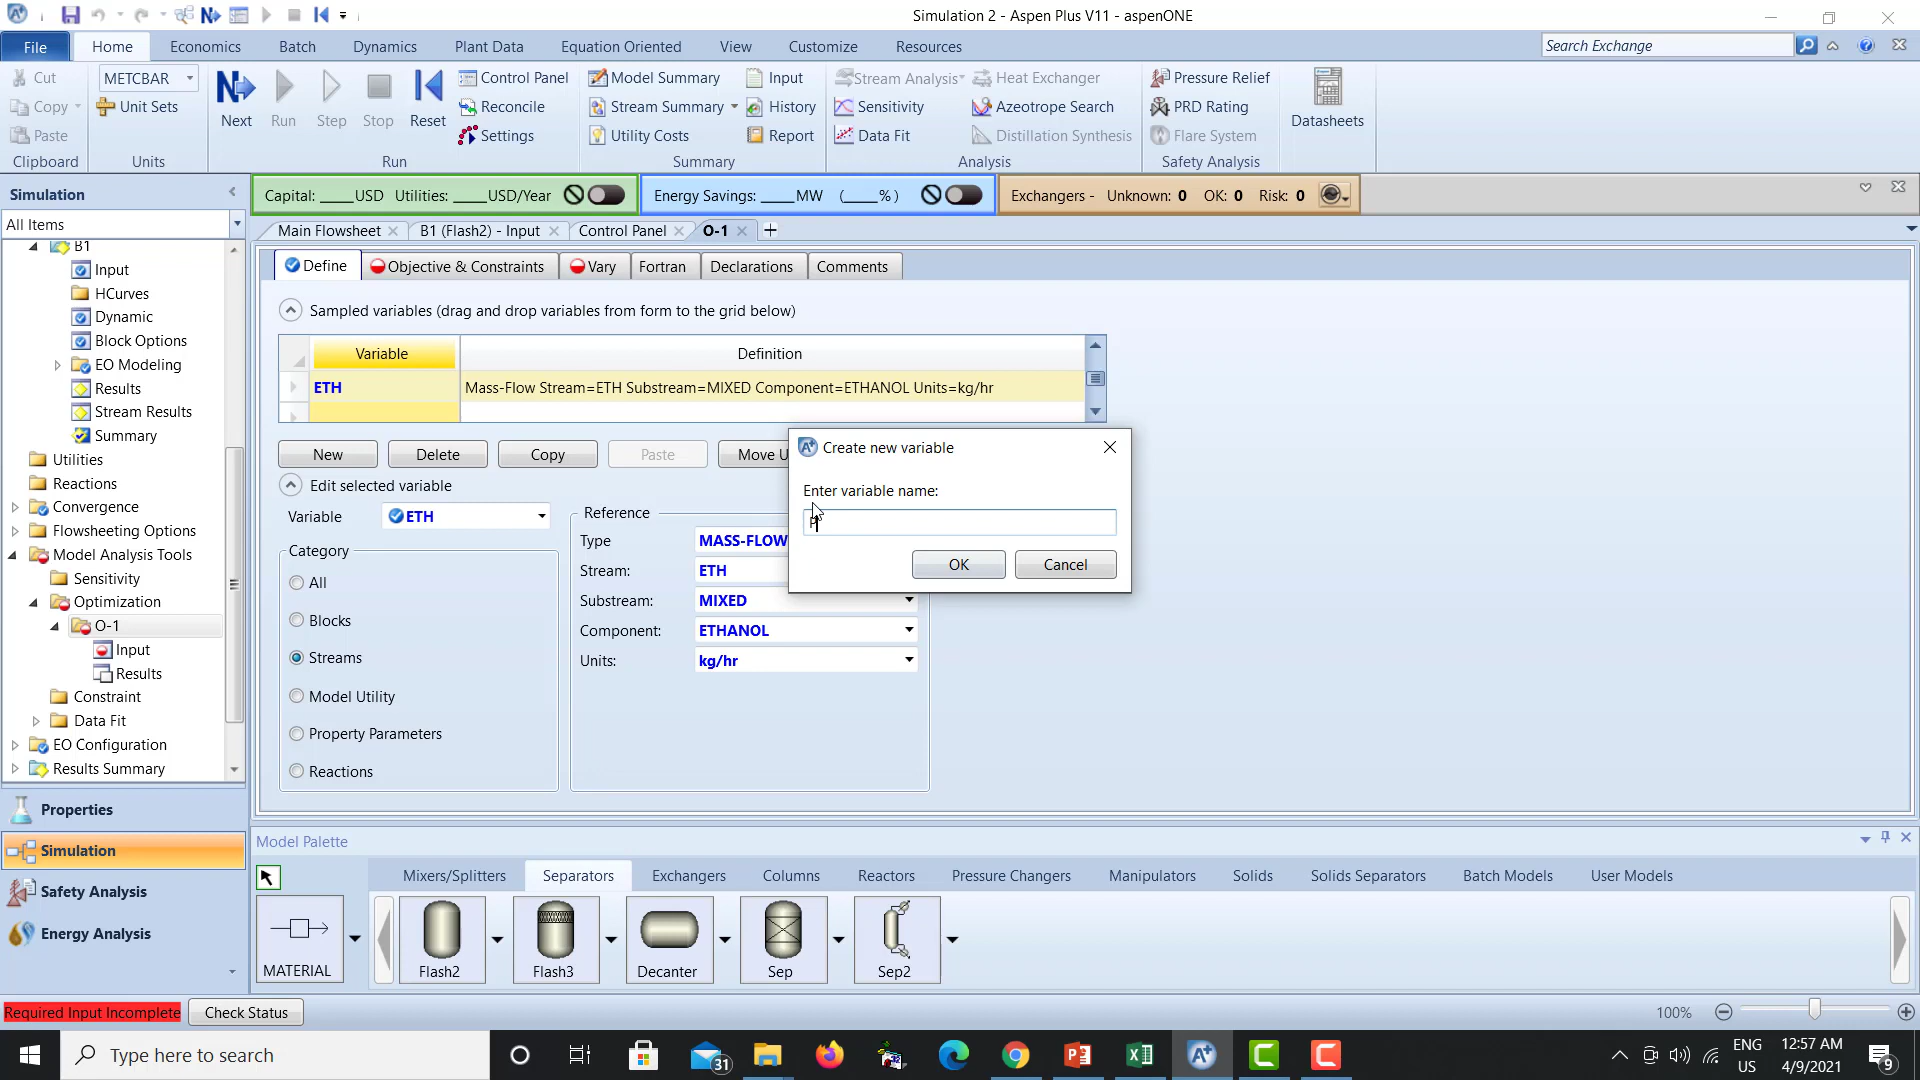 Simulation 2 - Aspen Plus V11 - aspenONE
File Home Economics Batch Dynamics Plant Data Equation Oriented View Customize Resources Search Exchange
Cut METCBAR Control Panel Model Summary Input Stream Analysis Heat Exchanger Pressure Relief
Copy Unit Sets Reconcile Stream Summary History Sensitivity Azeotrope Search PRD Rating
Next Run Step Stop Reset Datasheets
Paste Settings Utility Costs Report Data Fit Distillation Synthesis Flare System
Clipboard Units Run Summary Analysis Safety Analysis
Simulation
Capital: _____USD Utilities: _____USD/Year Energy Savings: _____MW (_____%) Exchangers - Unknown: 0 OK: 0 Risk: 0
All Items
Main Flowsheet B1 (Flash2) - Input Control Panel O-1
B1
Input
HCurves
Dynamic
Block Options
EO Modeling
Results
Stream Results
Summary
Utilities
Reactions
Convergence
Flowsheeting Options
Model Analysis Tools
Sensitivity
Optimization
O-1
Input
Results
Constraint
Data Fit
EO Configuration
Results Summary
Properties
Simulation
Safety Analysis
Energy Analysis
Define Objective & Constraints Vary Fortran Declarations Comments
Sampled variables (drag and drop variables from form to the grid below)
Variable Definition
ETH Mass-Flow Stream=ETH Substream=MIXED Component=ETHANOL Units=kg/hr
New Delete Copy Paste Move U
Edit selected variable
Variable ETH
Category
All
Blocks
Streams
Model Utility
Property Parameters
Reactions
Reference
Type MASS-FLOW
Stream: ETH
Substream: MIXED
Component: ETHANOL
Units: kg/hr
Create new variable
Enter variable name:
OK Cancel
Model Palette
Mixers/Splitters Separators Exchangers Columns Reactors Pressure Changers Manipulators Solids Solids Separators Batch Models User Models
MATERIAL Flash2 Flash3 Decanter Sep Sep2
Required Input Incomplete Check Status 100%
Type here to search 31 ENG US 12:57 AM 4/9/2021 9